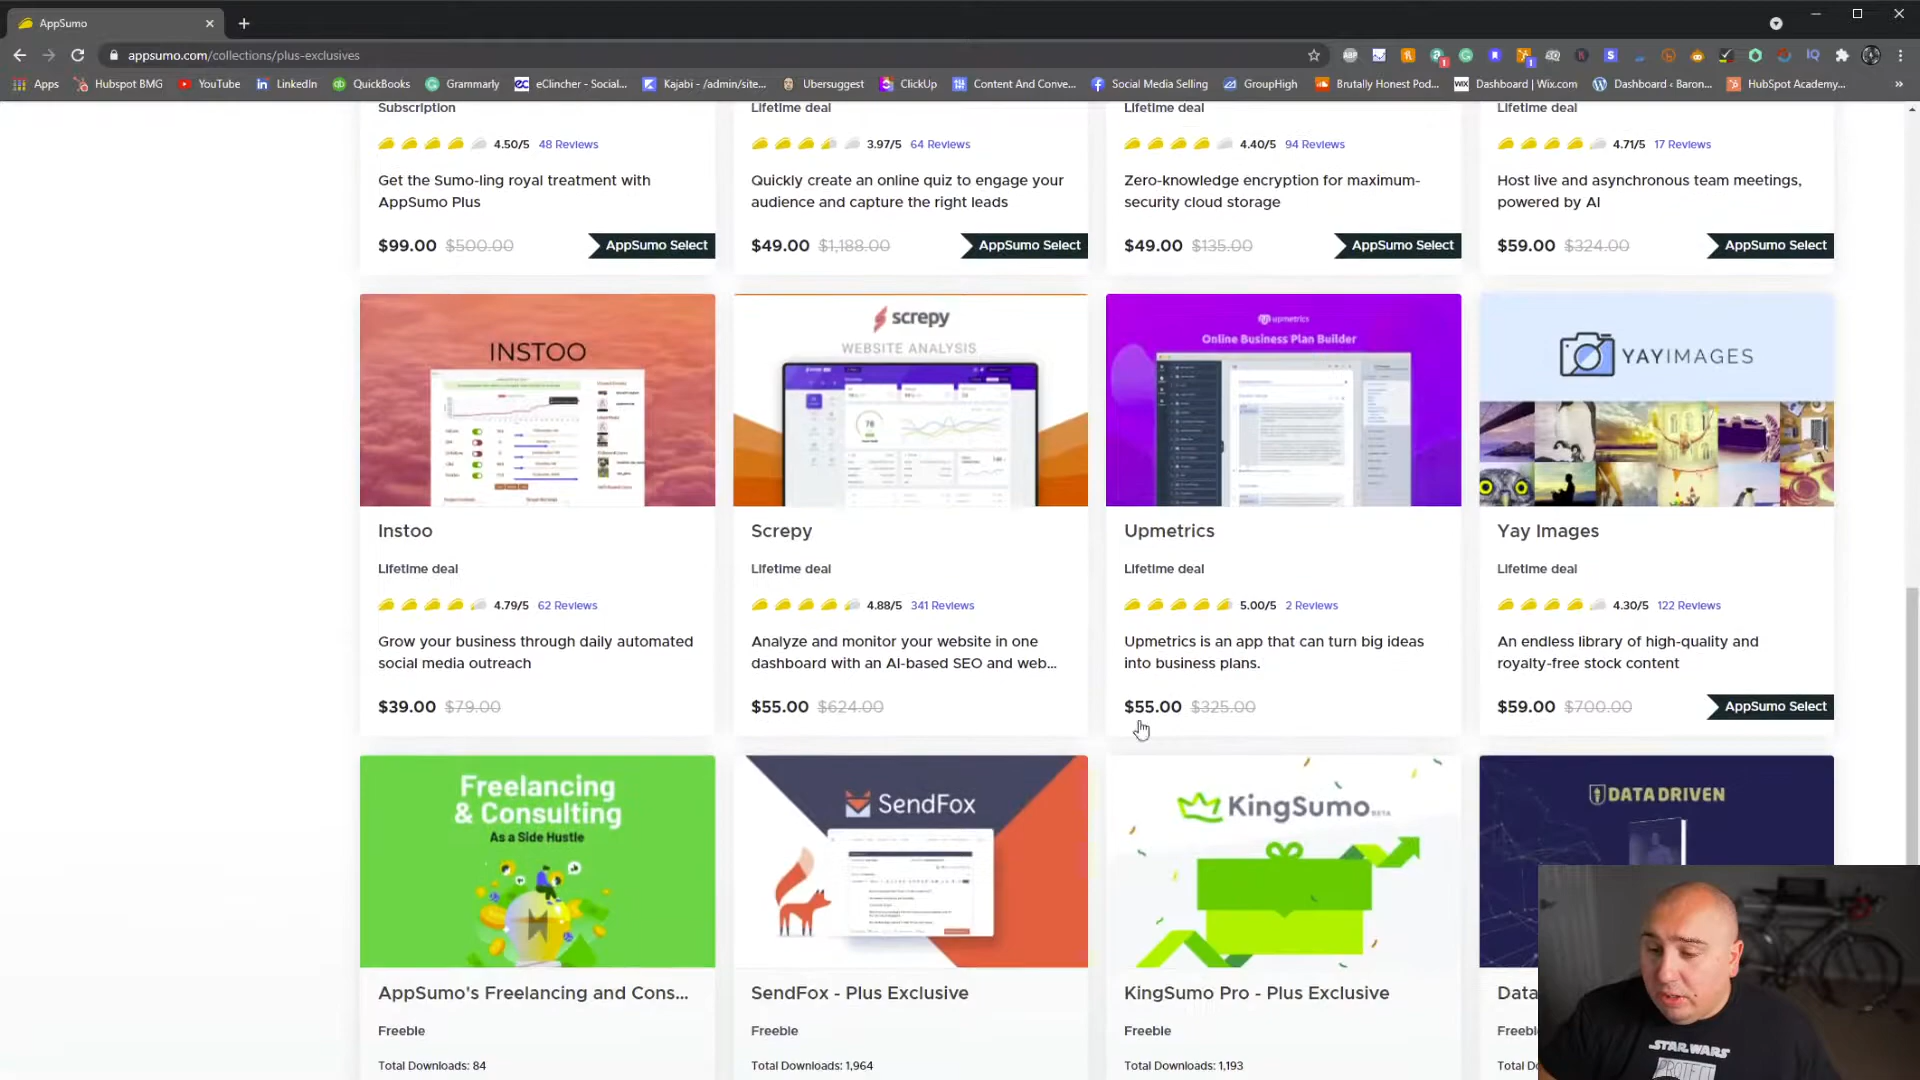 AppSumo
appsumo.com/collections/plus-exclusives
Apps
Hubspot BMG
YouTube
LinkedIn
QuickBooks
Grammarly
eClincher - Social...
Kajabi - /admin/site...
Ubersuggest
ClickUp
Content And Conve...
Social Media Selling
GroupHigh
Brutally Honest Pod...
Dashboard | Wix.com
Dashboard ‹ Baron...
HubSpot Academy...
Subscription
Lifetime deal
Lifetime deal
Lifetime deal
4.50/5 48 Reviews
3.97/5 64 Reviews
4.40/5 94 Reviews
4.71/5 17 Reviews
Get the Sumo-ling royal treatment with
AppSumo Plus
Quickly create an online quiz to engage your
audience and capture the right leads
Zero-knowledge encryption for maximum-
security cloud storage
Host live and asynchronous team meetings,
powered by AI
$99.00 $500.00 AppSumo Select
$49.00 $1,188.00 AppSumo Select
$49.00 $135.00 AppSumo Select
$59.00 $324.00 AppSumo Select
INSTOO
screpy
WEBSITE ANALYSIS
upmetrics
Online Business Plan Builder
YAYIMAGES
Instoo
Lifetime deal
4.79/5 62 Reviews
Grow your business through daily automated
social media outreach
$39.00 $79.00
Screpy
Lifetime deal
4.88/5 341 Reviews
Analyze and monitor your website in one
dashboard with an AI-based SEO and web...
$55.00 $624.00
Upmetrics
Lifetime deal
5.00/5 2 Reviews
Upmetrics is an app that can turn big ideas
into business plans.
$55.00 $325.00
Yay Images
Lifetime deal
4.30/5 122 Reviews
An endless library of high-quality and
royalty-free stock content
$59.00 $700.00 AppSumo Select
Freelancing
& Consulting
As a Side Hustle
SendFox
KingSumo BETA
DATA DRIVEN
AppSumo's Freelancing and Cons...
Freebie
Total Downloads: 84
SendFox - Plus Exclusive
Freebie
Total Downloads: 1,964
KingSumo Pro - Plus Exclusive
Freebie
Total Downloads: 1,193
Data
STAR WARS
PROJECT